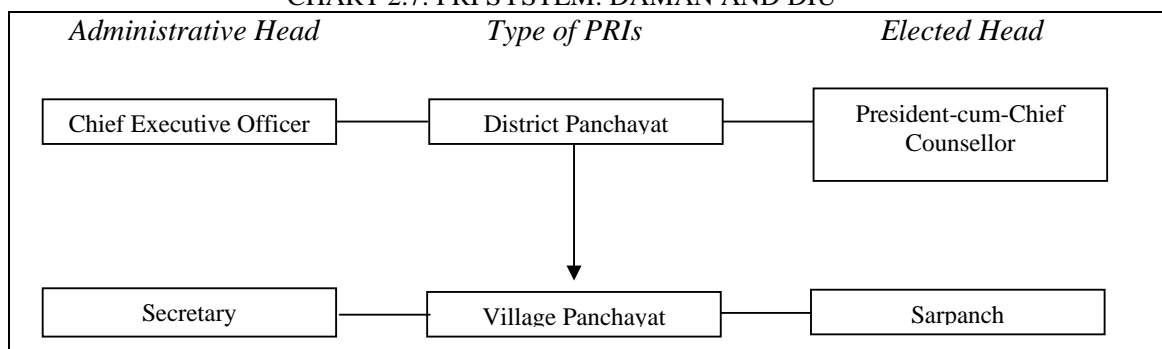 CHART 2.7: PRI SYSTEM: DAMAN AND DIU
Administrative Head Type of PRIs Elected Head
Chief Executive Officer District Panchayat President-cum-Chief
Counsellor
Secretary Village Panchayat Sarpanch